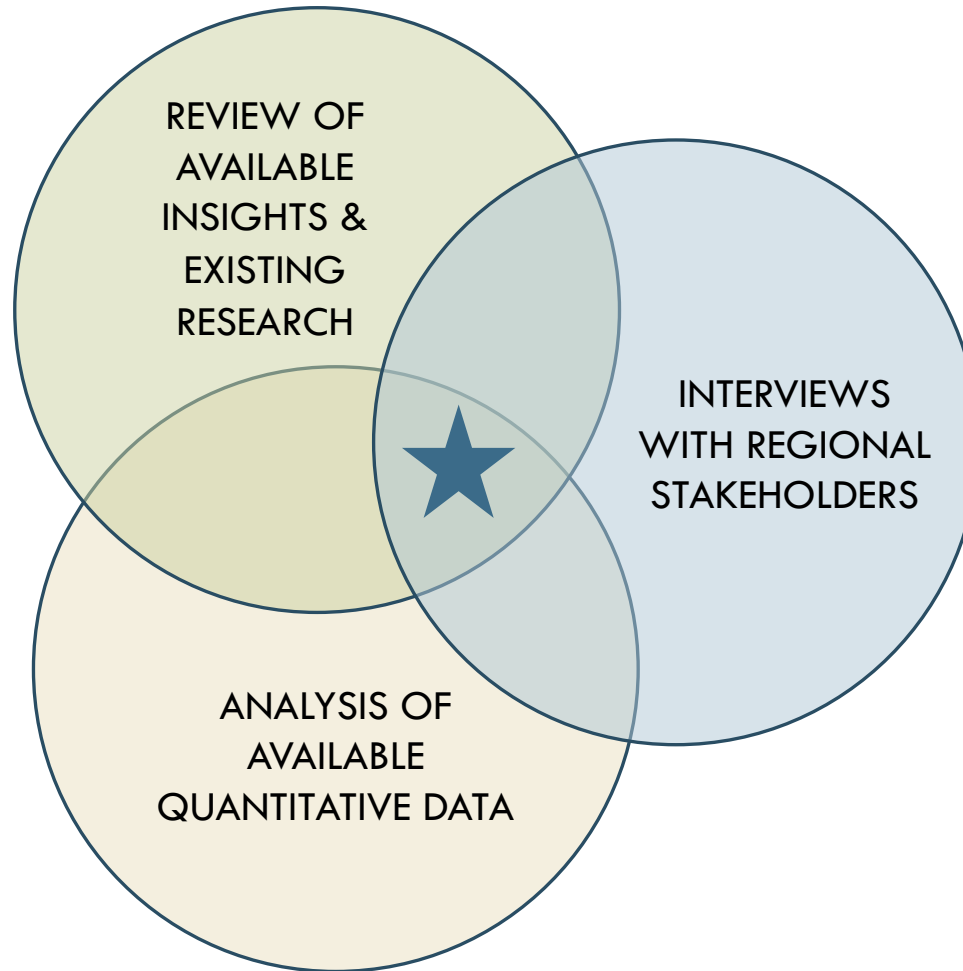 REVIEW OF
AVAILABLE
INSIGHTS &
EXISTING
RESEARCH
INTERVIEWS
WITH REGIONAL
STAKEHOLDERS
ANALYSIS OF
AVAILABLE
QUANTITATIVE DATA